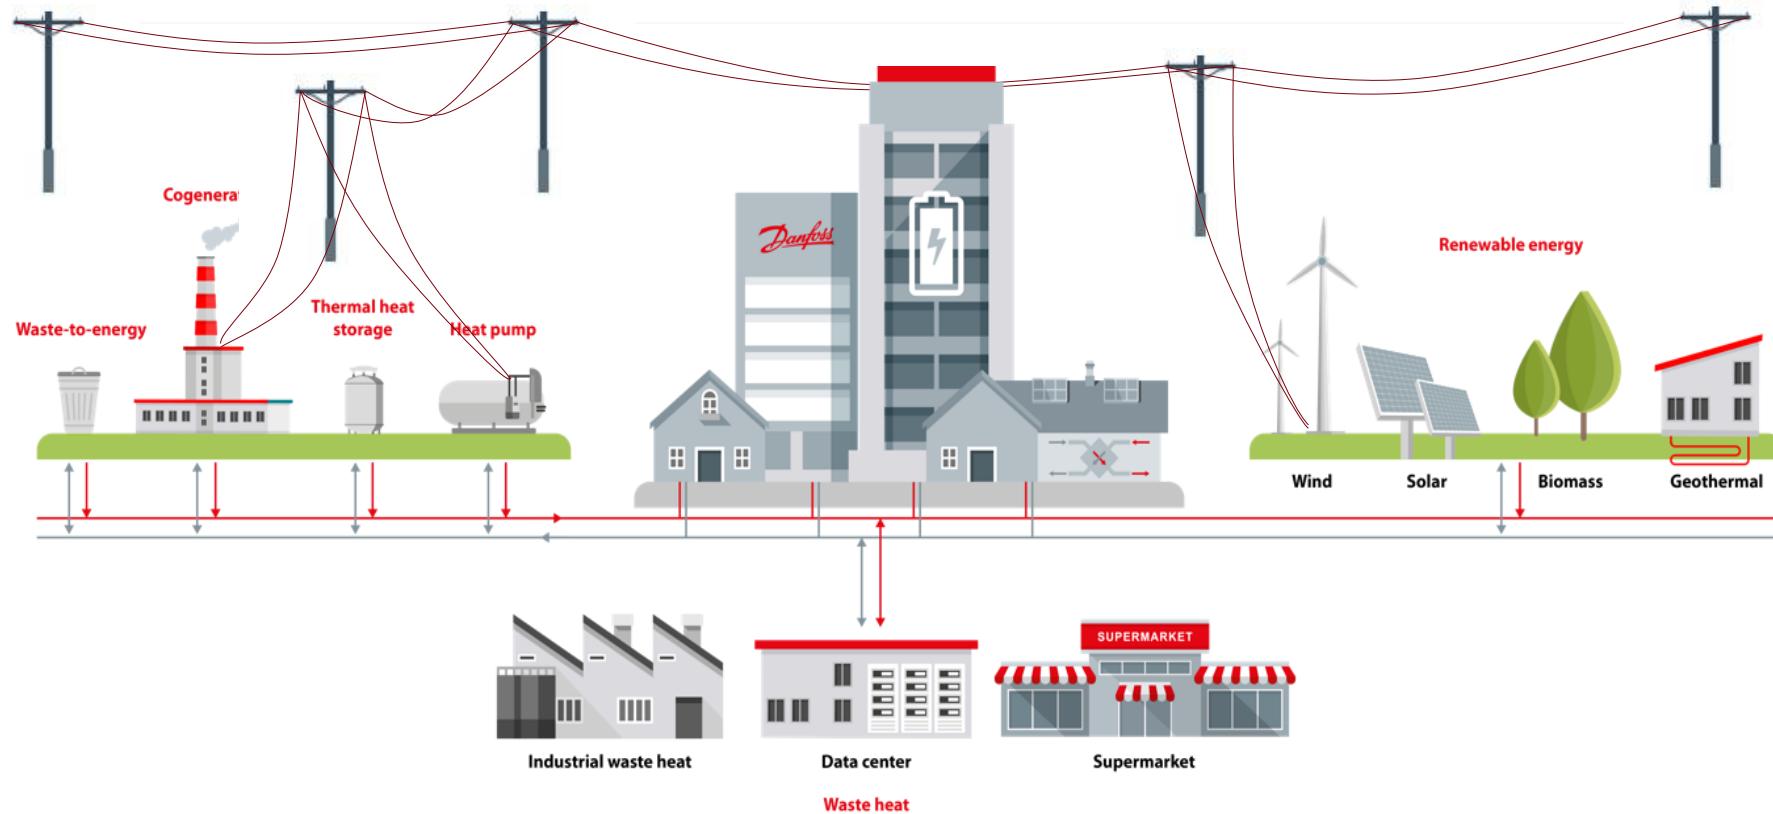 Cogenera
Renewable energy
Thermal heat
storage
Waste-to-energy
Heat pump
Danfoss
Wind
Solar
Biomass
Geothermal
SUPERMARKET
Industrial waste heat
Data center
Supermarket
Waste heat